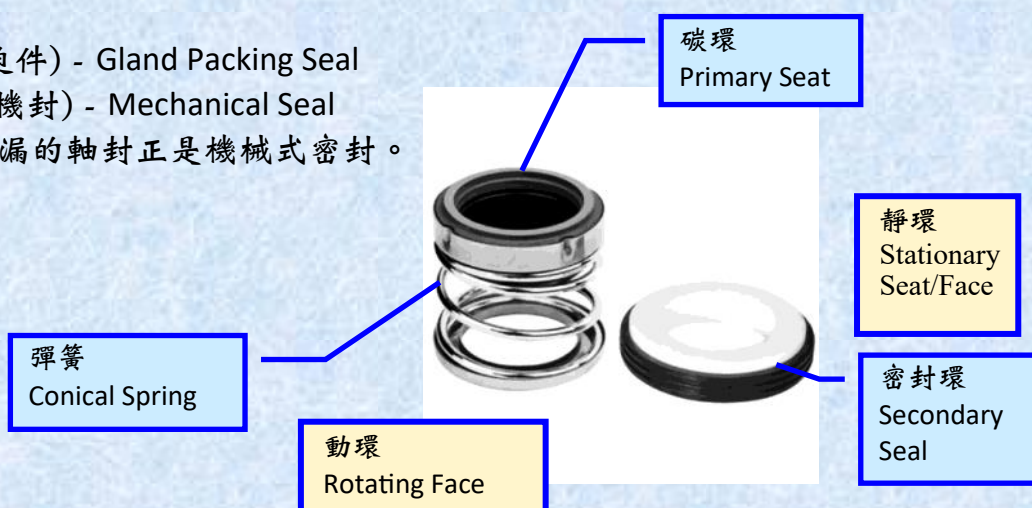 件) - Gland Packing Seal
機封) - Mechanical Seal
漏的軸封正是機械式密封。
碳環
Primary Seat
靜環
Stationary
Seat/Face
彈簧
Conical Spring
密封環
Secondary
Seal
動環
Rotating Face